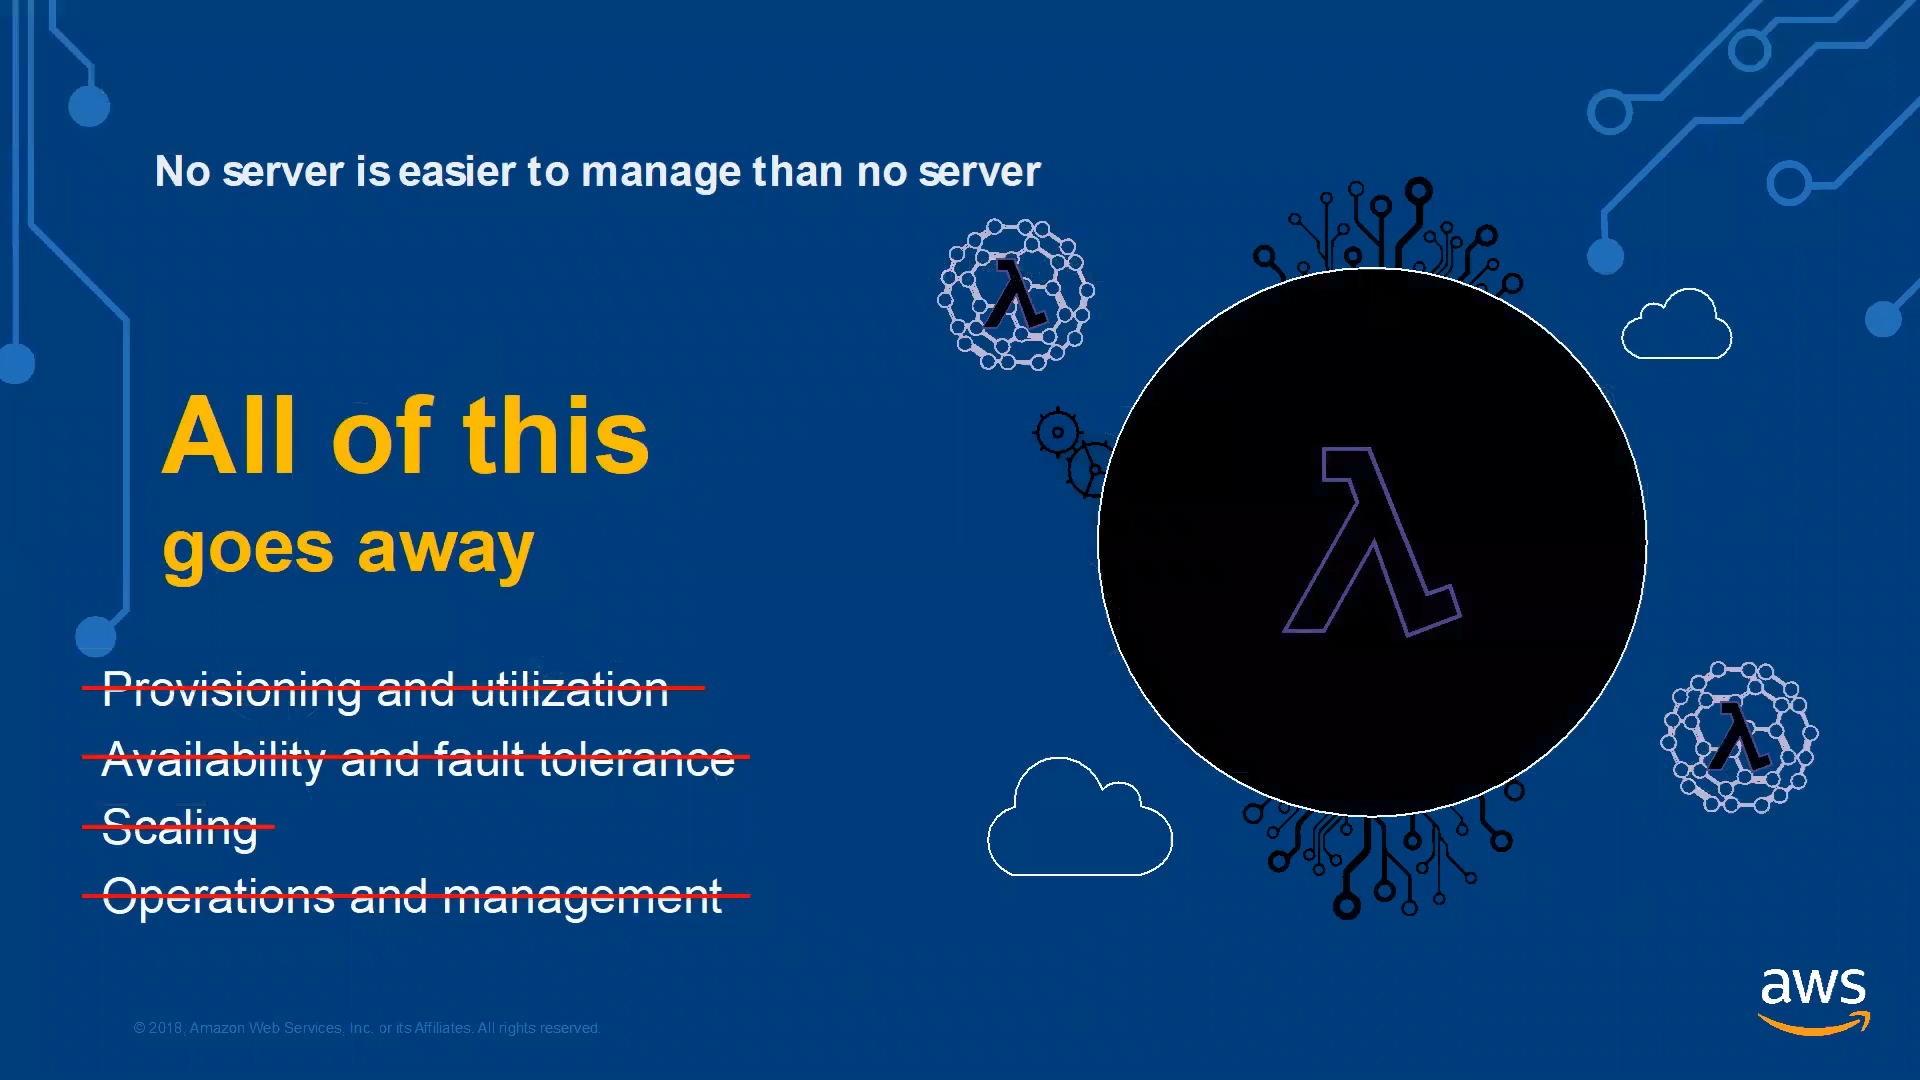 No server is easier to manage than no server
All of this
goes away
Provisioning and utilization
Availability and fault tolerance
Scaling
Operations and management
© 2018, Amazon Web Services, Inc. or its Affiliates. All rights reserved.
aws
λ
λ
λ